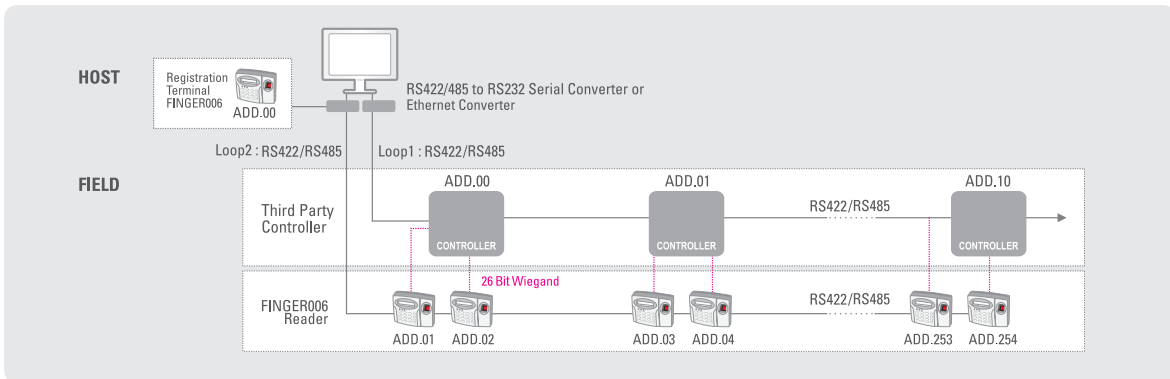 HOST
Registration
Terminal
FINGER006
ADD.00
RS422/485 to RS232 Serial Converter or
Ethernet Converter
Loop2 : RS422/RS485
Loop1 : RS422/RS485
FIELD
ADD.00
ADD.01
ADD.10
Third Party
Controller
RS422/RS485
CONTROLLER
CONTROLLER
CONTROLLER
26 Bit Wiegand
FINGER006
Reader
RS422/RS485
ADD.01
ADD.02
ADD.03
ADD.04
ADD.253
ADD.254